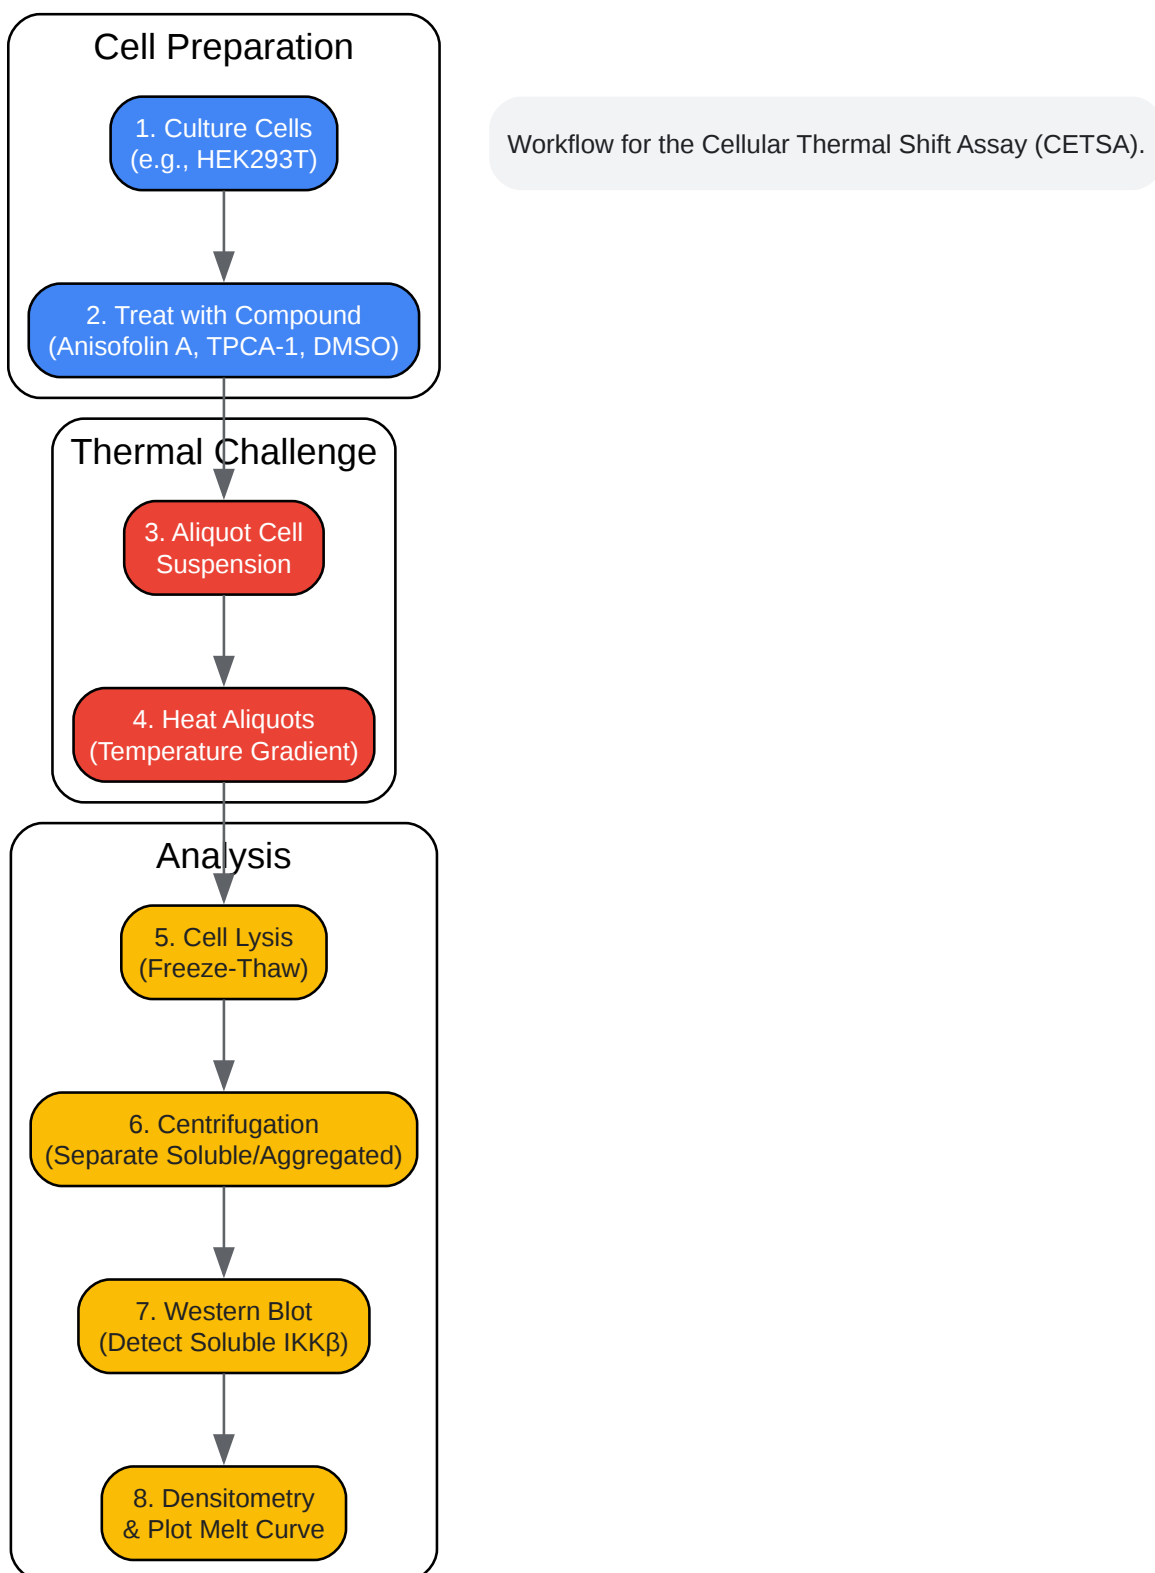 Cell Preparation
1. Culture Cells
(e.g., HEK293T)
Workflow for the Cellular Thermal Shift Assay (CETSA).
2. Treat with Compound
(Anisofolin A, TPCA-1, DMSO)
Thermal Challenge
3. Aliquot Cell
Suspension
4. Heat Aliquots
(Temperature Gradient)
Analysis
5. Cell Lysis
(Freeze-Thaw)
6. Centrifugation
(Separate Soluble/Aggregated)
7. Western Blot
(Detect Soluble IKKβ)
8. Densitometry
& Plot Melt Curve